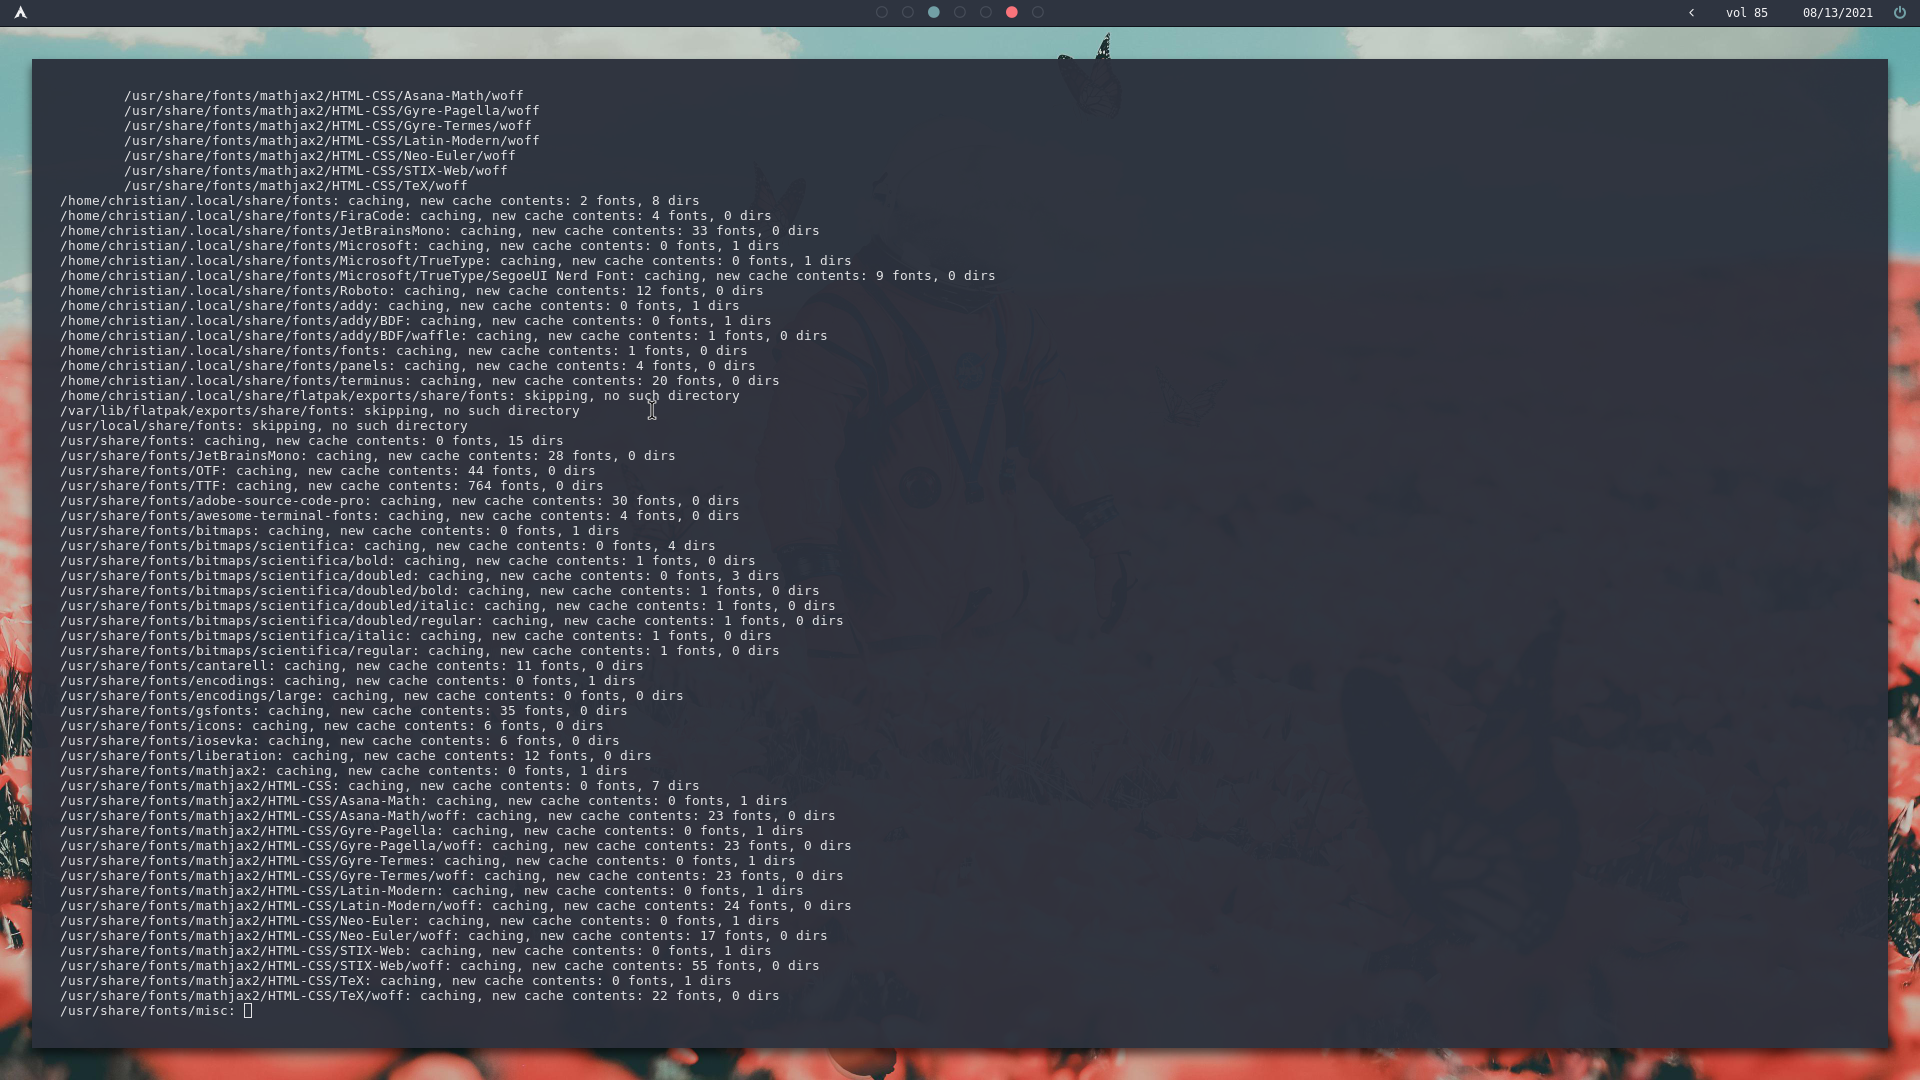 vol 85
08/13/2021
/usr/share/fonts/mathjax2/HTML-CSS/Asana-Math/woff
/usr/share/fonts/mathjax2/HTML-CSS/Gyre-Pagella/woff
/usr/share/fonts/mathjax2/HTML-CSS/Gyre-Termes/woff
/usr/share/fonts/mathjax2/HTML-CSS/Latin-Modern/woff
/usr/share/fonts/mathjax2/HTML-CSS/Neo-Euler/woff
/usr/share/fonts/mathjax2/HTML-CSS/STIX-Web/woff
/usr/share/fonts/mathjax2/HTML-CSS/TeX/woff
/home/christian/.local/share/fonts: caching, new cache contents: 2 fonts, 8 dirs
/home/christian/.local/share/fonts/FiraCode: caching, new cache contents: 4 fonts, 0 dirs
/home/christian/.local/share/fonts/JetBrainsMono: caching, new cache contents: 33 fonts, 0 dirs
/home/christian/.local/share/fonts/Microsoft: caching, new cache contents: 0 fonts, 1 dirs
/home/christian/.local/share/fonts/Microsoft/TrueType: caching, new cache contents: 0 fonts, 1 dirs
/home/christian/.local/share/fonts/Microsoft/TrueType/SegoeUI Nerd Font: caching, new cache contents: 9 fonts, 0 dirs
/home/christian/.local/share/fonts/Roboto: caching, new cache contents: 12 fonts, 0 dirs
/home/christian/.local/share/fonts/addy: caching, new cache contents: 0 fonts, 1 dirs
/home/christian/.local/share/fonts/addy/BDF: caching, new cache contents: 0 fonts, 1 dirs
/home/christian/.local/share/fonts/addy/BDF/waffle: caching, new cache contents: 1 fonts, 0 dirs
/home/christian/.local/share/fonts/fonts: caching, new cache contents: 1 fonts, 0 dirs
/home/christian/.local/share/fonts/panels: caching, new cache contents: 4 fonts, 0 dirs
/home/christian/.local/share/fonts/terminus: caching, new cache contents: 20 fonts, 0 dirs
/home/christian/.local/share/flatpak/exports/share/fonts: skipping, no such directory
/var/lib/flatpak/exports/share/fonts: skipping, no such directory
/usr/local/share/fonts: skipping, no such directory
/usr/share/fonts: caching, new cache contents: 0 fonts, 15 dirs
/usr/share/fonts/JetBrainsMono: caching, new cache contents: 28 fonts, 0 dirs
/usr/share/fonts/OTF: caching, new cache contents: 44 fonts, 0 dirs
/usr/share/fonts/TTF: caching, new cache contents: 764 fonts, 0 dirs
/usr/share/fonts/adobe-source-code-pro: caching, new cache contents: 30 fonts, 0 dirs
/usr/share/fonts/awesome-terminal-fonts: caching, new cache contents: 4 fonts, 0 dirs
/usr/share/fonts/bitmaps: caching, new cache contents: 0 fonts, 1 dirs
/usr/share/fonts/bitmaps/scientifica: caching, new cache contents: 0 fonts, 4 dirs
/usr/share/fonts/bitmaps/scientifica/bold: caching, new cache contents: 1 fonts, 0 dirs
/usr/share/fonts/bitmaps/scientifica/doubled: caching, new cache contents: 0 fonts, 3 dirs
/usr/share/fonts/bitmaps/scientifica/doubled/bold: caching, new cache contents: 1 fonts, 0 dirs
/usr/share/fonts/bitmaps/scientifica/doubled/italic: caching, new cache contents: 1 fonts, 0 dirs
/usr/share/fonts/bitmaps/scientifica/doubled/regular: caching, new cache contents: 1 fonts, 0 dirs
/usr/share/fonts/bitmaps/scientifica/italic: caching, new cache contents: 1 fonts, 0 dirs
/usr/share/fonts/bitmaps/scientifica/regular: caching, new cache contents: 1 fonts, 0 dirs
/usr/share/fonts/cantarell: caching, new cache contents: 11 fonts, 0 dirs
/usr/share/fonts/encodings: caching, new cache contents: 0 fonts, 1 dirs
/usr/share/fonts/encodings/large: caching, new cache contents: 0 fonts, 0 dirs
/usr/share/fonts/gsfonts: caching, new cache contents: 35 fonts, 0 dirs
/usr/share/fonts/icons: caching, new cache contents: 6 fonts, 0 dirs
/usr/share/fonts/iosevka: caching, new cache contents: 6 fonts, 0 dirs
/usr/share/fonts/liberation: caching, new cache contents: 12 fonts, 0 dirs
/usr/share/fonts/mathjax2: caching, new cache contents: 0 fonts, 1 dirs
/usr/share/fonts/mathjax2/HTML-CSS: caching, new cache contents: 0 fonts, 7 dirs
/usr/share/fonts/mathjax2/HTML-CSS/Asana-Math: caching, new cache contents: 0 fonts, 1 dirs
/usr/share/fonts/mathjax2/HTML-CSS/Asana-Math/woff: caching, new cache contents: 23 fonts, 0 dirs
/usr/share/fonts/mathjax2/HTML-CSS/Gyre-Pagella: caching, new cache contents: 0 fonts, 1 dirs
/usr/share/fonts/mathjax2/HTML-CSS/Gyre-Pagella/woff: caching, new cache contents: 23 fonts, 0 dirs
/usr/share/fonts/mathjax2/HTML-CSS/Gyre-Termes: caching, new cache contents: 0 fonts, 1 dirs
/usr/share/fonts/mathjax2/HTML-CSS/Gyre-Termes/woff: caching, new cache contents: 23 fonts, 0 dirs
/usr/share/fonts/mathjax2/HTML-CSS/Latin-Modern: caching, new cache contents: 0 fonts, 1 dirs
/usr/share/fonts/mathjax2/HTML-CSS/Latin-Modern/woff: caching, new cache contents: 24 fonts, 0 dirs
/usr/share/fonts/mathjax2/HTML-CSS/Neo-Euler: caching, new cache contents: 0 fonts, 1 dirs
/usr/share/fonts/mathjax2/HTML-CSS/Neo-Euler/woff: caching, new cache contents: 17 fonts, 0 dirs
/usr/share/fonts/mathjax2/HTML-CSS/STIX-Web: caching, new cache contents: 0 fonts, 1 dirs
/usr/share/fonts/mathjax2/HTML-CSS/STIX-Web/woff: caching, new cache contents: 55 fonts, 0 dirs
/usr/share/fonts/mathjax2/HTML-CSS/TeX: caching, new cache contents: 0 fonts, 1 dirs
/usr/share/fonts/mathjax2/HTML-CSS/TeX/woff: caching, new cache contents: 22 fonts, 0 dirs
/usr/share/fonts/misc: